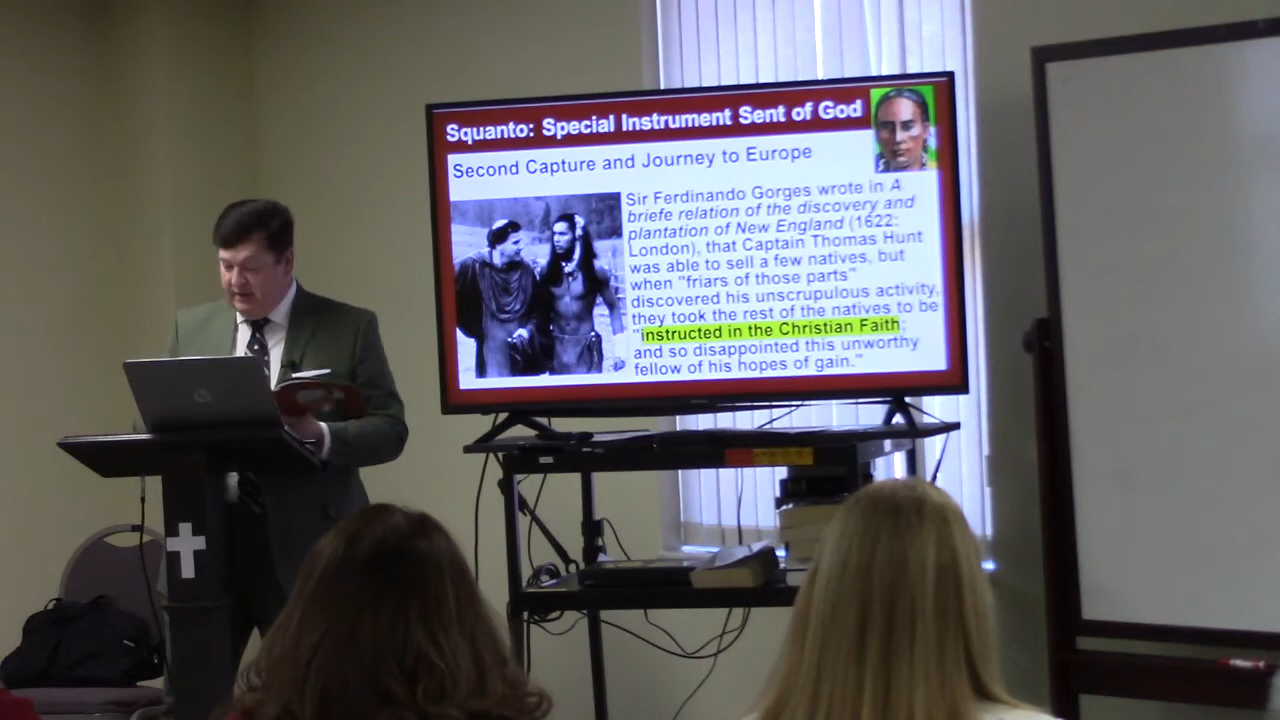 Squanto: Special Instrument Sent of God
Second Capture and Journey to Europe
Sir Ferdinando Gorges wrote in A
briefe relation of the discovery and
plantation of New England (1622:
London), that Captain Thomas Hunt
was able to sell a few natives, but
when "friars of those parts"
discovered his unscrupulous activity,
they took the rest of the natives to be
"instructed in the Christian Faith;
and so disappointed this unworthy
fellow of his hopes of gain."
hp